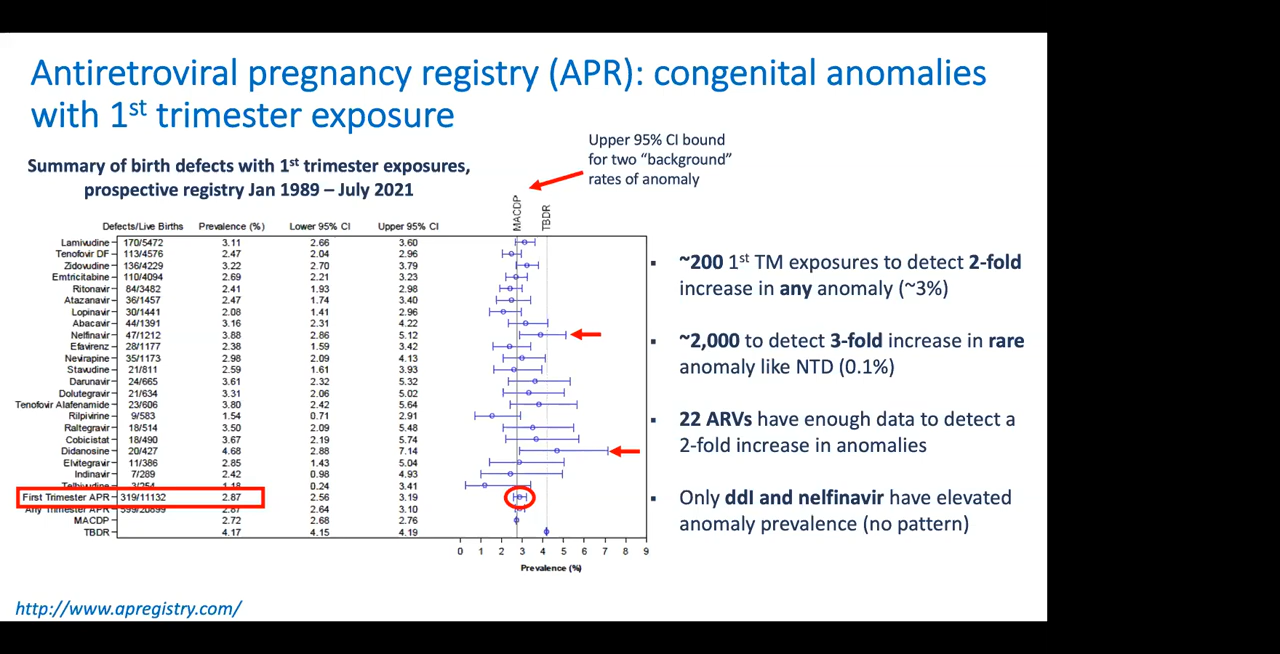 Antiretroviral pregnancy registry (APR): congenital anomalies
with 1st trimester exposure
Summary of birth defects with 1st trimester exposures,
prospective registry Jan 1989 – July 2021
Upper 95% CI bound
for two “background”
rates of anomaly
MACDP
TBDR
Defects/Live Births Prevalence (%) Lower 95% CI Upper 95% CI
Lamivudine 170/5472 3.11 2.66 3.60
Tenofovir DF 113/4576 2.47 2.04 2.96
Zidovudine 136/4229 3.22 2.70 3.79
Emtricitabine 110/4094 2.69 2.21 3.23
Ritonavir 84/3482 2.41 1.93 2.98
Atazanavir 36/1457 2.47 1.74 3.40
Lopinavir 30/1441 2.08 1.41 2.96
Abacavir 44/1391 3.16 2.31 4.22
Nelfinavir 47/1212 3.88 2.86 5.12
Efavirenz 28/1177 2.38 1.59 3.42
Nevirapine 35/1173 2.98 2.09 4.13
Stavudine 21/811 2.59 1.61 3.93
Darunavir 24/665 3.61 2.32 5.32
Dolutegravir 21/634 3.31 2.06 5.02
Tenofovir Alafenamide 23/606 3.80 2.42 5.64
Rilpivirine 9/583 1.54 0.71 2.91
Raltegravir 18/514 3.50 2.09 5.48
Cobicistat 18/490 3.67 2.19 5.74
Didanosine 20/427 4.68 2.88 7.14
Elvitegravir 11/386 2.85 1.43 5.04
Indinavir 7/289 2.42 0.98 4.93
Telbivudine 3/254 1.18 0.24 3.41
First Trimester APR 319/11132 2.87 2.56 3.19
Any Trimester APR 599/20899 2.87 2.64 3.10
MACDP 2.72 2.68 2.76
TBDR 4.17 4.15 4.19
0 1 2 3 4 5 6 7 8 9
Prevalence (%)
▪ ~200 1st TM exposures to detect 2-fold
increase in any anomaly (~3%)
▪ ~2,000 to detect 3-fold increase in rare
anomaly like NTD (0.1%)
▪ 22 ARVs have enough data to detect a
2-fold increase in anomalies
▪ Only ddI and nelfinavir have elevated
anomaly prevalence (no pattern)
http://www.apregistry.com/